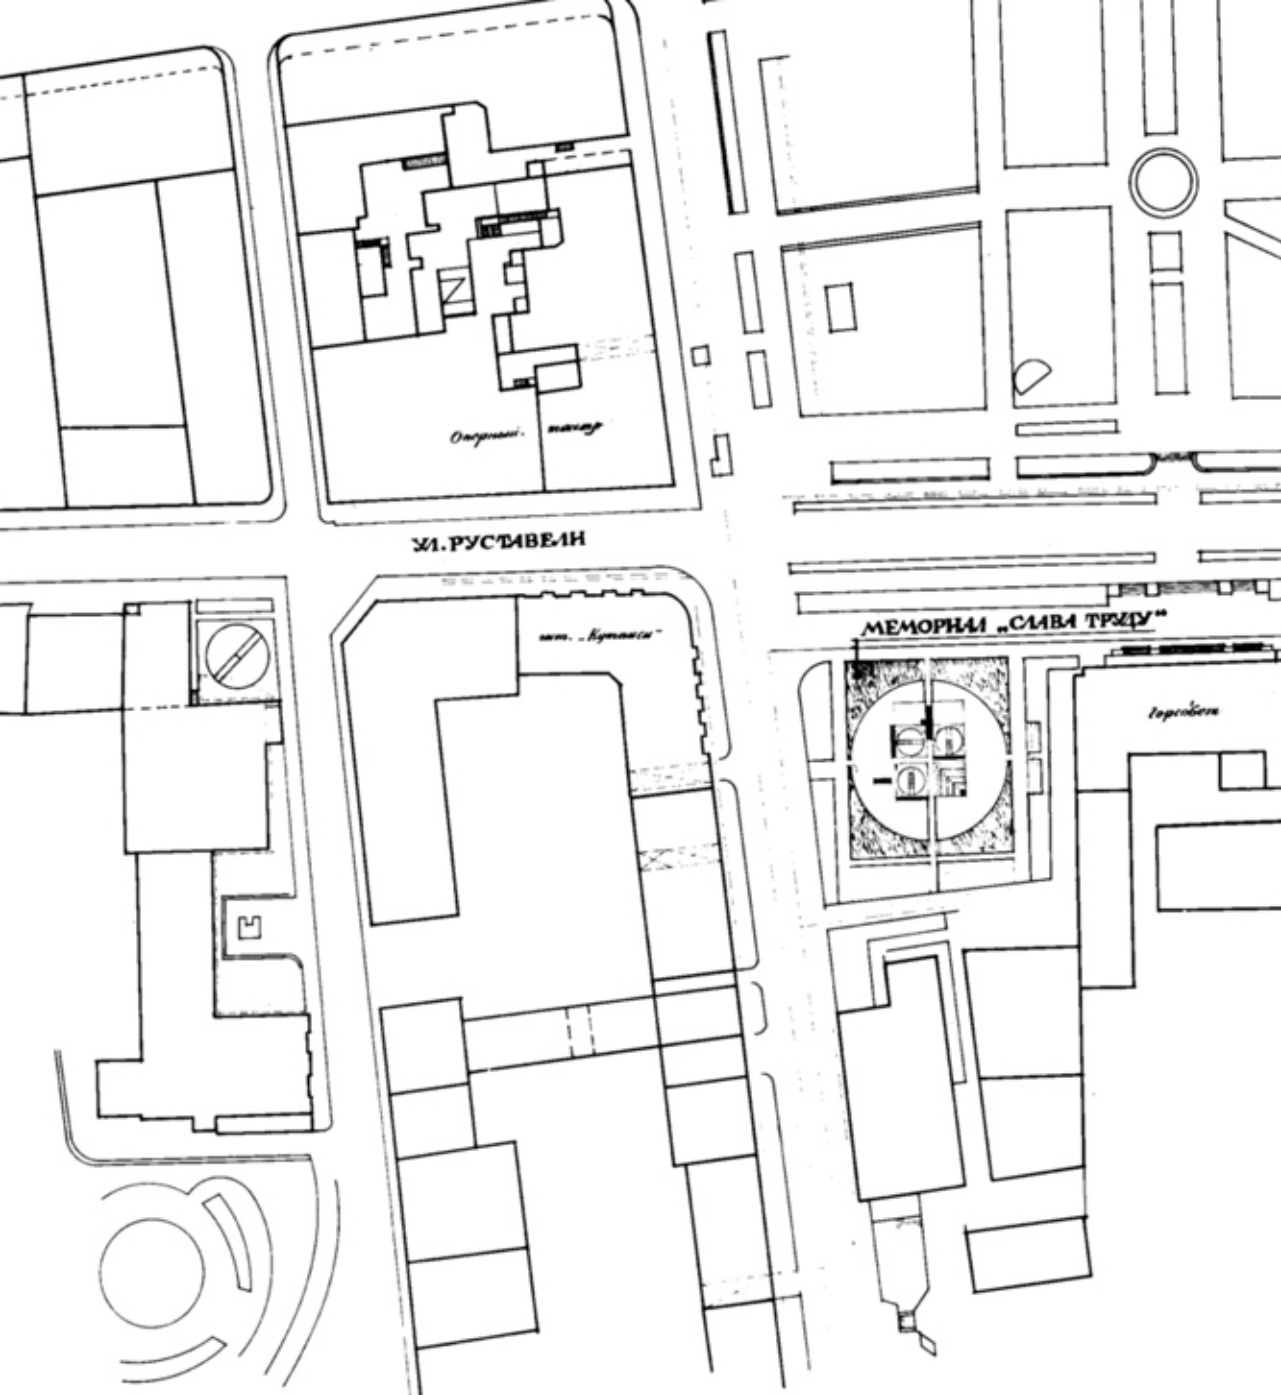 Оперный театр
УЛ. РУСТАВЕЛИ
МЕМОРИАЛ „СЛАВА ТРУДУ“
гост. „Кутаиси“
Горсовет